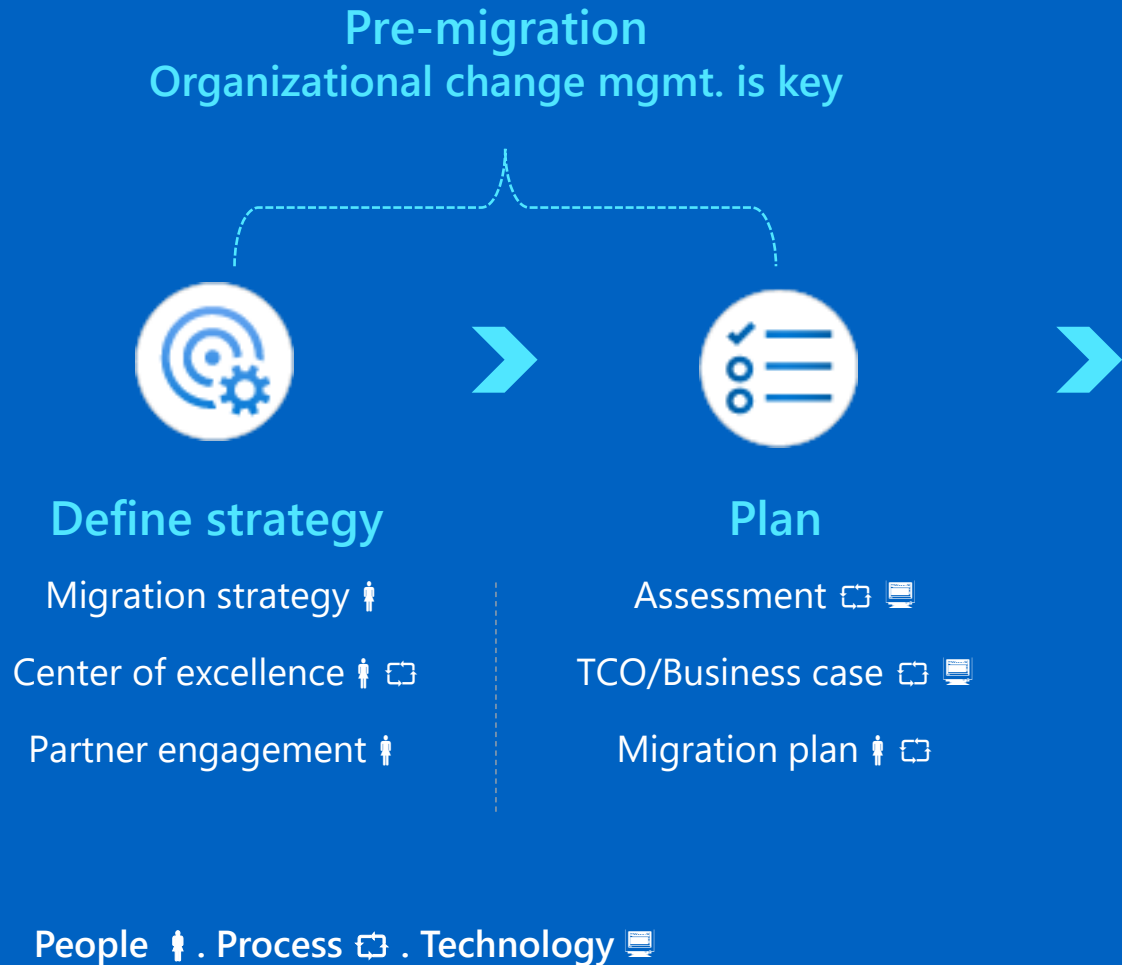 Pre-migration
Organizational change mgmt. is key
Define strategy
Migration strategy
Center of excellence
Partner engagement
Plan
Assessment
TCO/Business case
Migration plan
People . Process . Technology